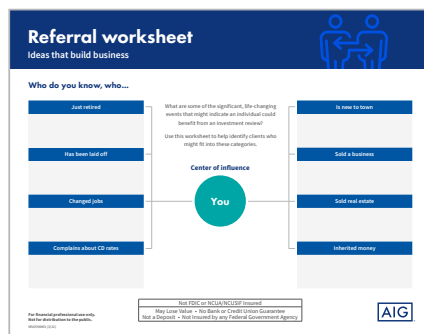 Referral worksheet
Ideas that build business
Who do you know, who...
Just retired
Has been laid off
Changed jobs
Complains about CD rates
What are some of the significant, life-changing
events that might indicate an individual could
benefit from an investment review?
Use this worksheet to help identify clients who
might fit into these categories.
Center of influence
You
Is new to town
Sold a business
Sold real estate
Inherited money
For financial professional use only.
Not for distribution to the public.
Not FDIC or NCUA/NCUSIF Insured
May Lose Value • No Bank or Credit Union Guarantee
Not a Deposit • Not Insured by any Federal Government Agency
AIG